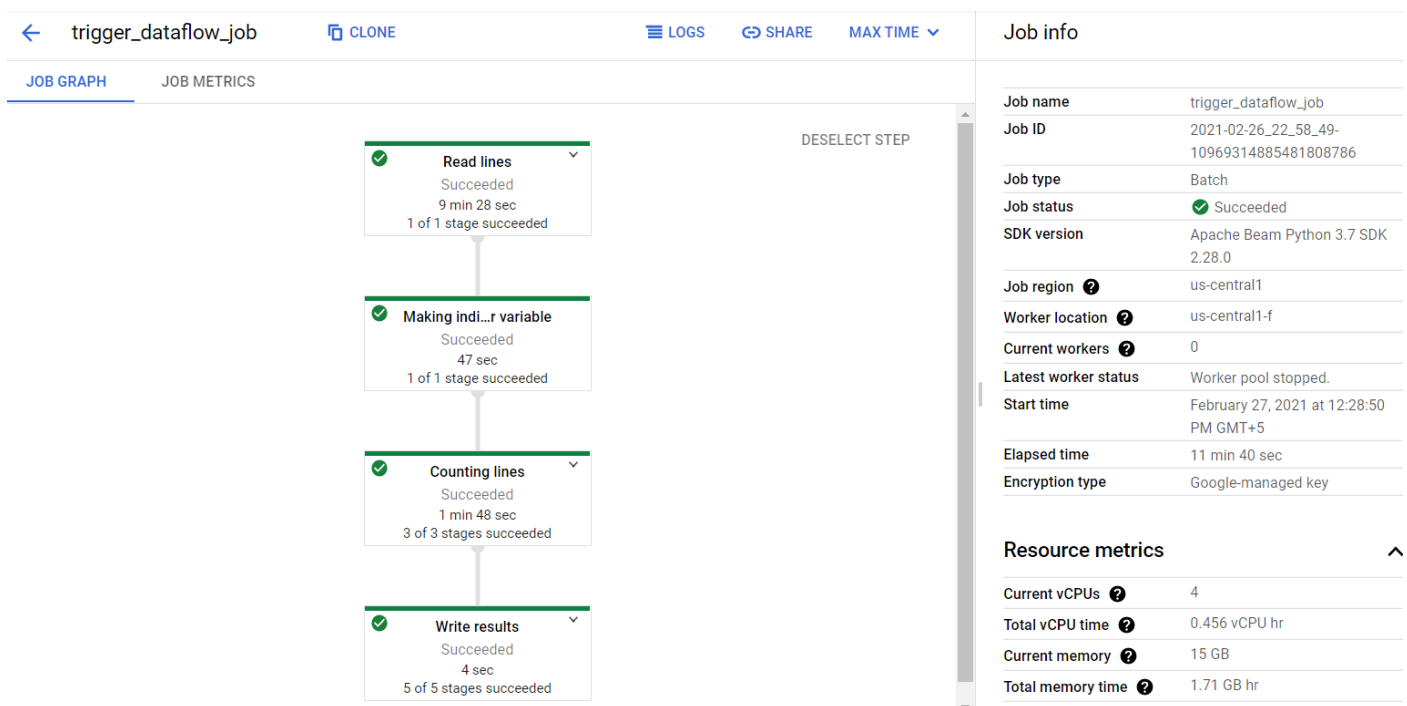 trigger_dataflow_job
CLONE
LOGS
SHARE
MAX TIME
JOB GRAPH
JOB METRICS
DESELECT STEP
Read lines
Succeeded
9 min 28 sec
1 of 1 stage succeeded
Making indi...r variable
Succeeded
47 sec
1 of 1 stage succeeded
Counting lines
Succeeded
1 min 48 sec
3 of 3 stages succeeded
Write results
Succeeded
4 sec
5 of 5 stages succeeded
Job info
Job name trigger_dataflow_job
Job ID 2021-02-26_22_58_49-
10969314885481808786
Job type Batch
Job status Succeeded
SDK version Apache Beam Python 3.7 SDK
2.28.0
Job region ? us-central1
Worker location ? us-central1-f
Current workers ? 0
Latest worker status Worker pool stopped.
Start time February 27, 2021 at 12:28:50
PM GMT+5
Elapsed time 11 min 40 sec
Encryption type Google-managed key
Resource metrics
Current vCPUs ? 4
Total vCPU time ? 0.456 vCPU hr
Current memory ? 15 GB
Total memory time ? 1.71 GB hr